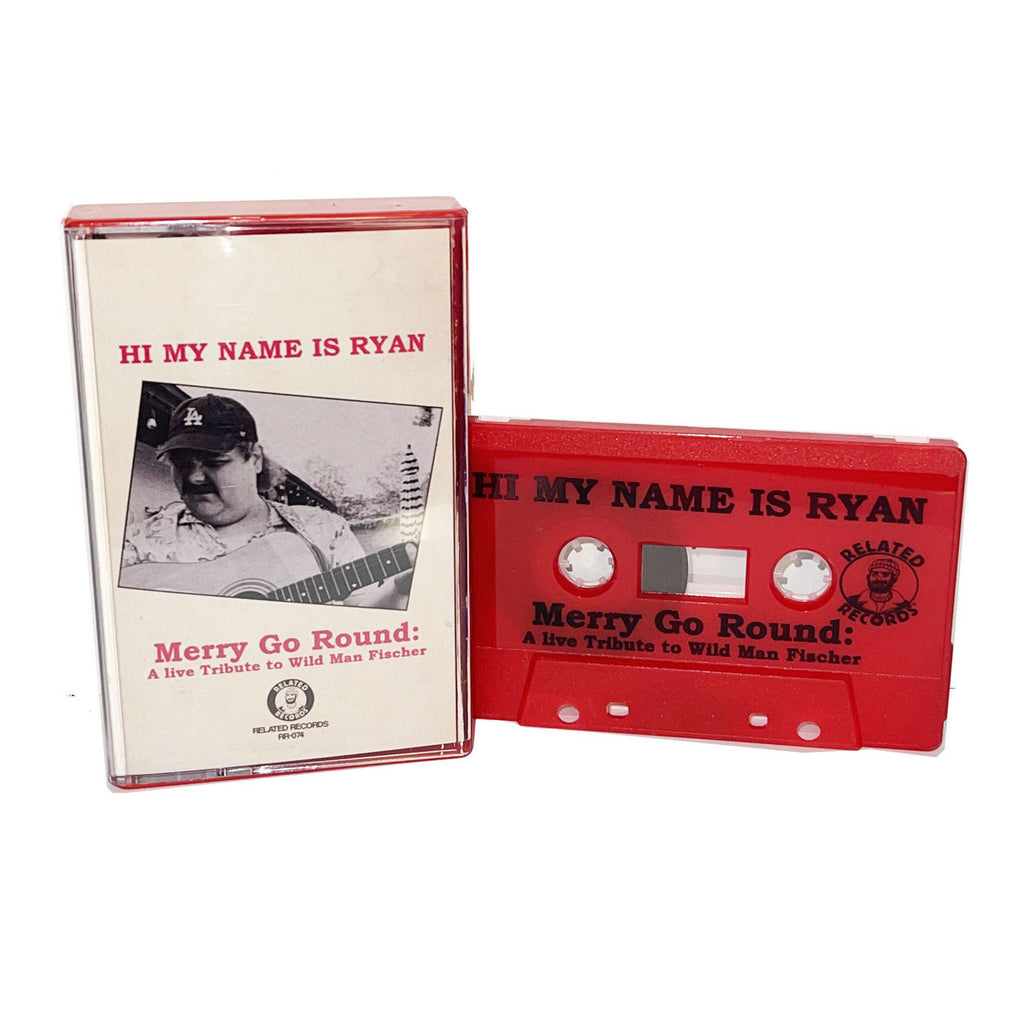 HI MY NAME IS RYAN
LA
Merry Go Round:
A live Tribute to Wild Man Fischer
RELATED
RECORDS
RELATED RECORDS
RR-074
HI MY NAME IS RYAN
RELATED
RECORDS
Merry Go Round:
A live Tribute to Wild Man Fischer